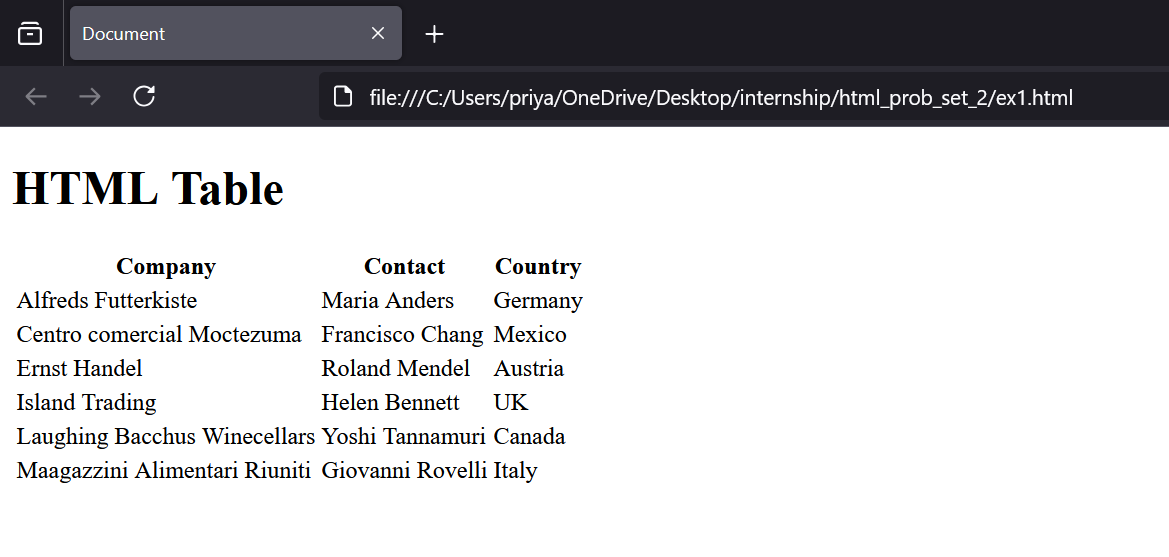 Document
file:///C:/Users/priya/OneDrive/Desktop/internship/html_prob_set_2/ex1.html
HTML Table
Company Contact Country
Alfreds Futterkiste Maria Anders Germany
Centro comercial Moctezuma Francisco Chang Mexico
Ernst Handel Roland Mendel Austria
Island Trading Helen Bennett UK
Laughing Bacchus Winecellars Yoshi Tannamuri Canada
Maagazzini Alimentari Riuniti Giovanni Rovelli Italy